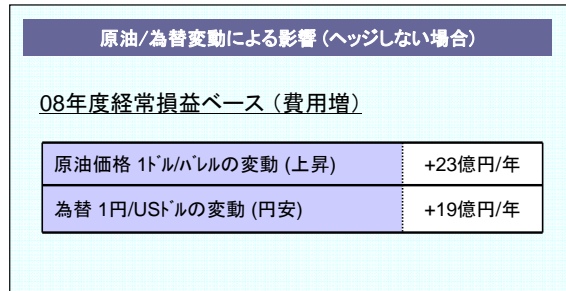 原油/為替変動による影響（ヘッジしない場合）
08年度経常損益ベース（費用増）
原油価格 1ﾄﾞﾙ/ﾊﾞﾚﾙの変動 (上昇) +23億円/年
為替 1円/USﾄﾞﾙの変動 (円安) +19億円/年